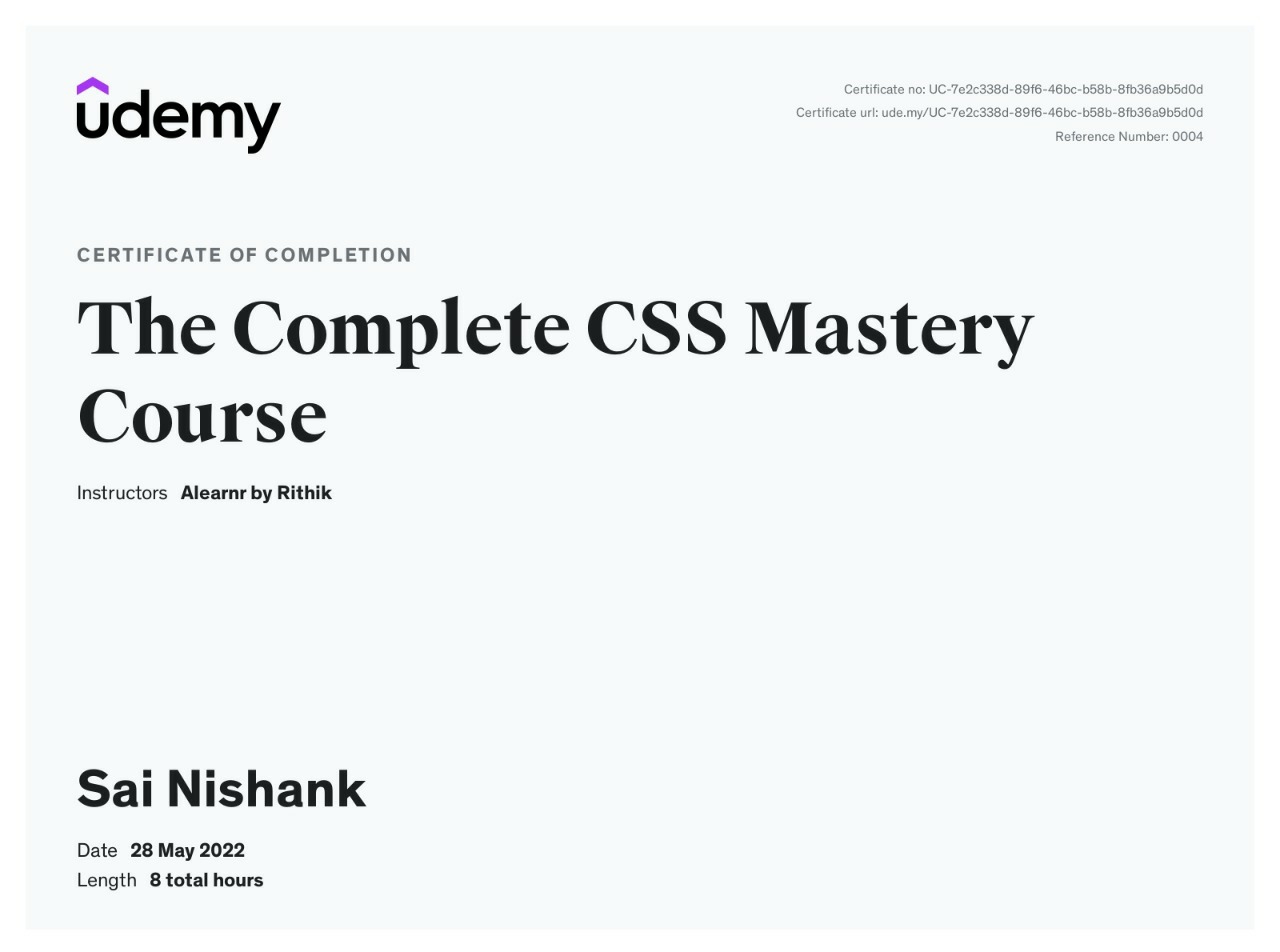 udemy
Certificate no: UC-7e2c338d-89f6-46bc-b58b-8fb36a9b5d0d
Certificate url: ude.my/UC-7e2c338d-89f6-46bc-b58b-8fb36a9b5d0d
Reference Number: 0004
CERTIFICATE OF COMPLETION
The Complete CSS Mastery
Course
Instructors Alearnr by Rithik
Sai Nishank
Date 28 May 2022
Length 8 total hours